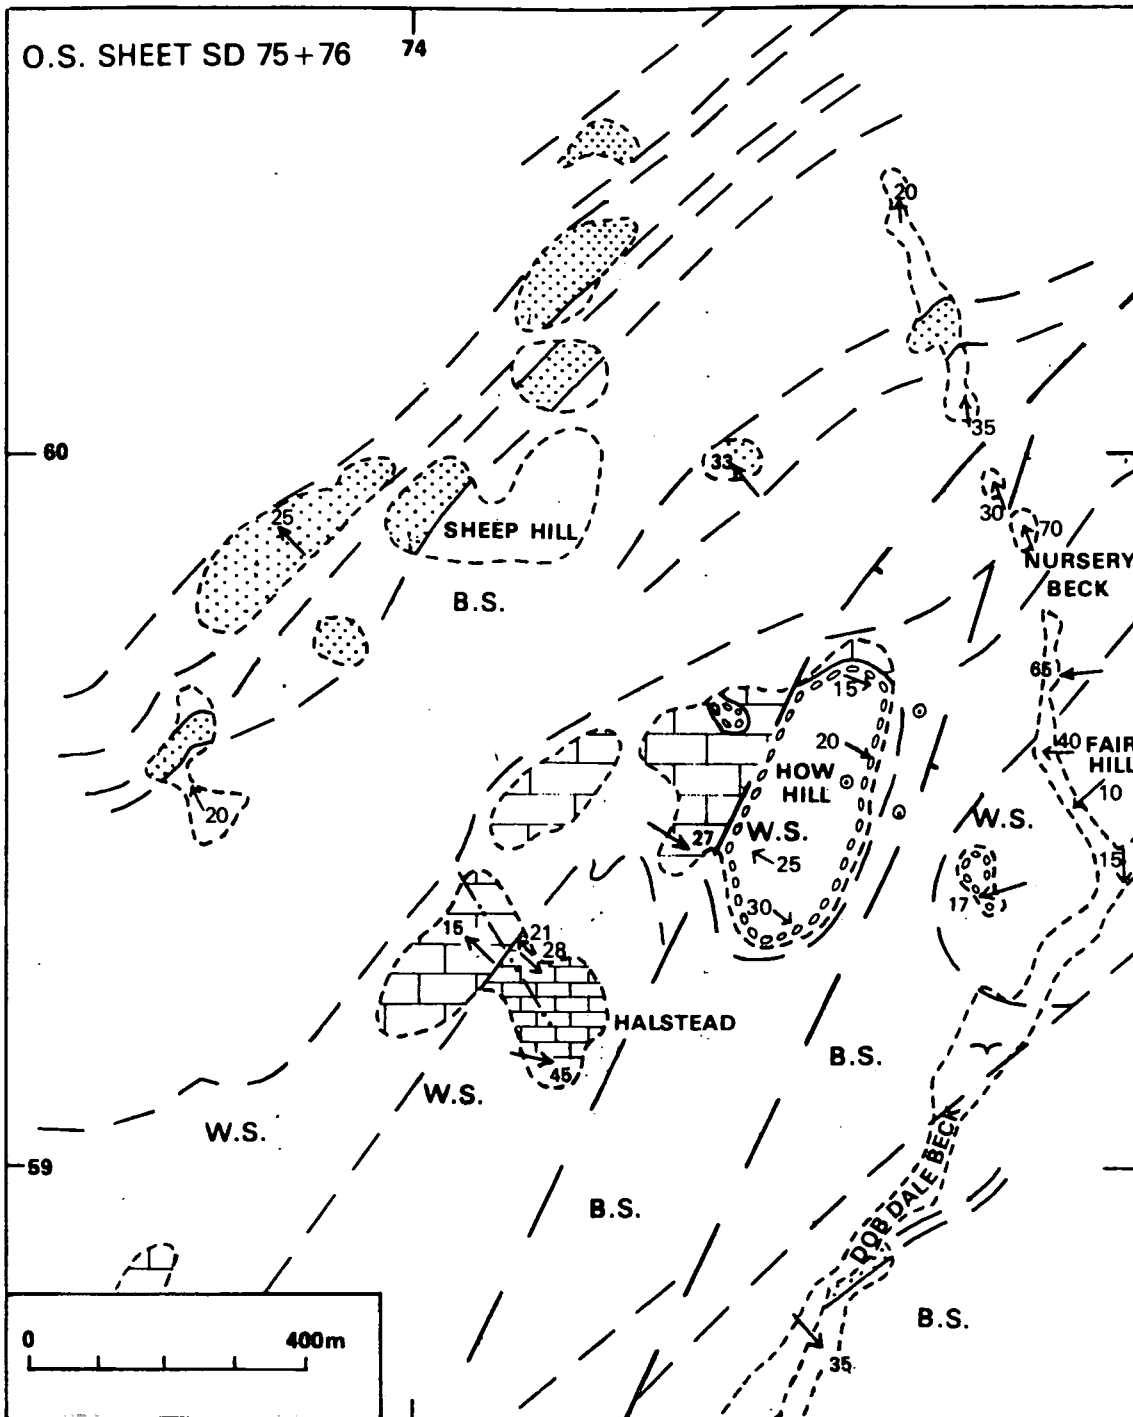 O.S. SHEET SD 75+76
74
20
60
35
33
25
SHEEP HILL
30
70
NURSERY
BECK
B.S.
65
15
20
40
FAIR
HILL
HOW
HILL
10
20
27
W.S.
W.S.
25
15
17
30
15
21
28
HALSTEAD
B.S.
45
W.S.
W.S.
DOB DALE BECK
59
B.S.
B.S.
0
400m
35